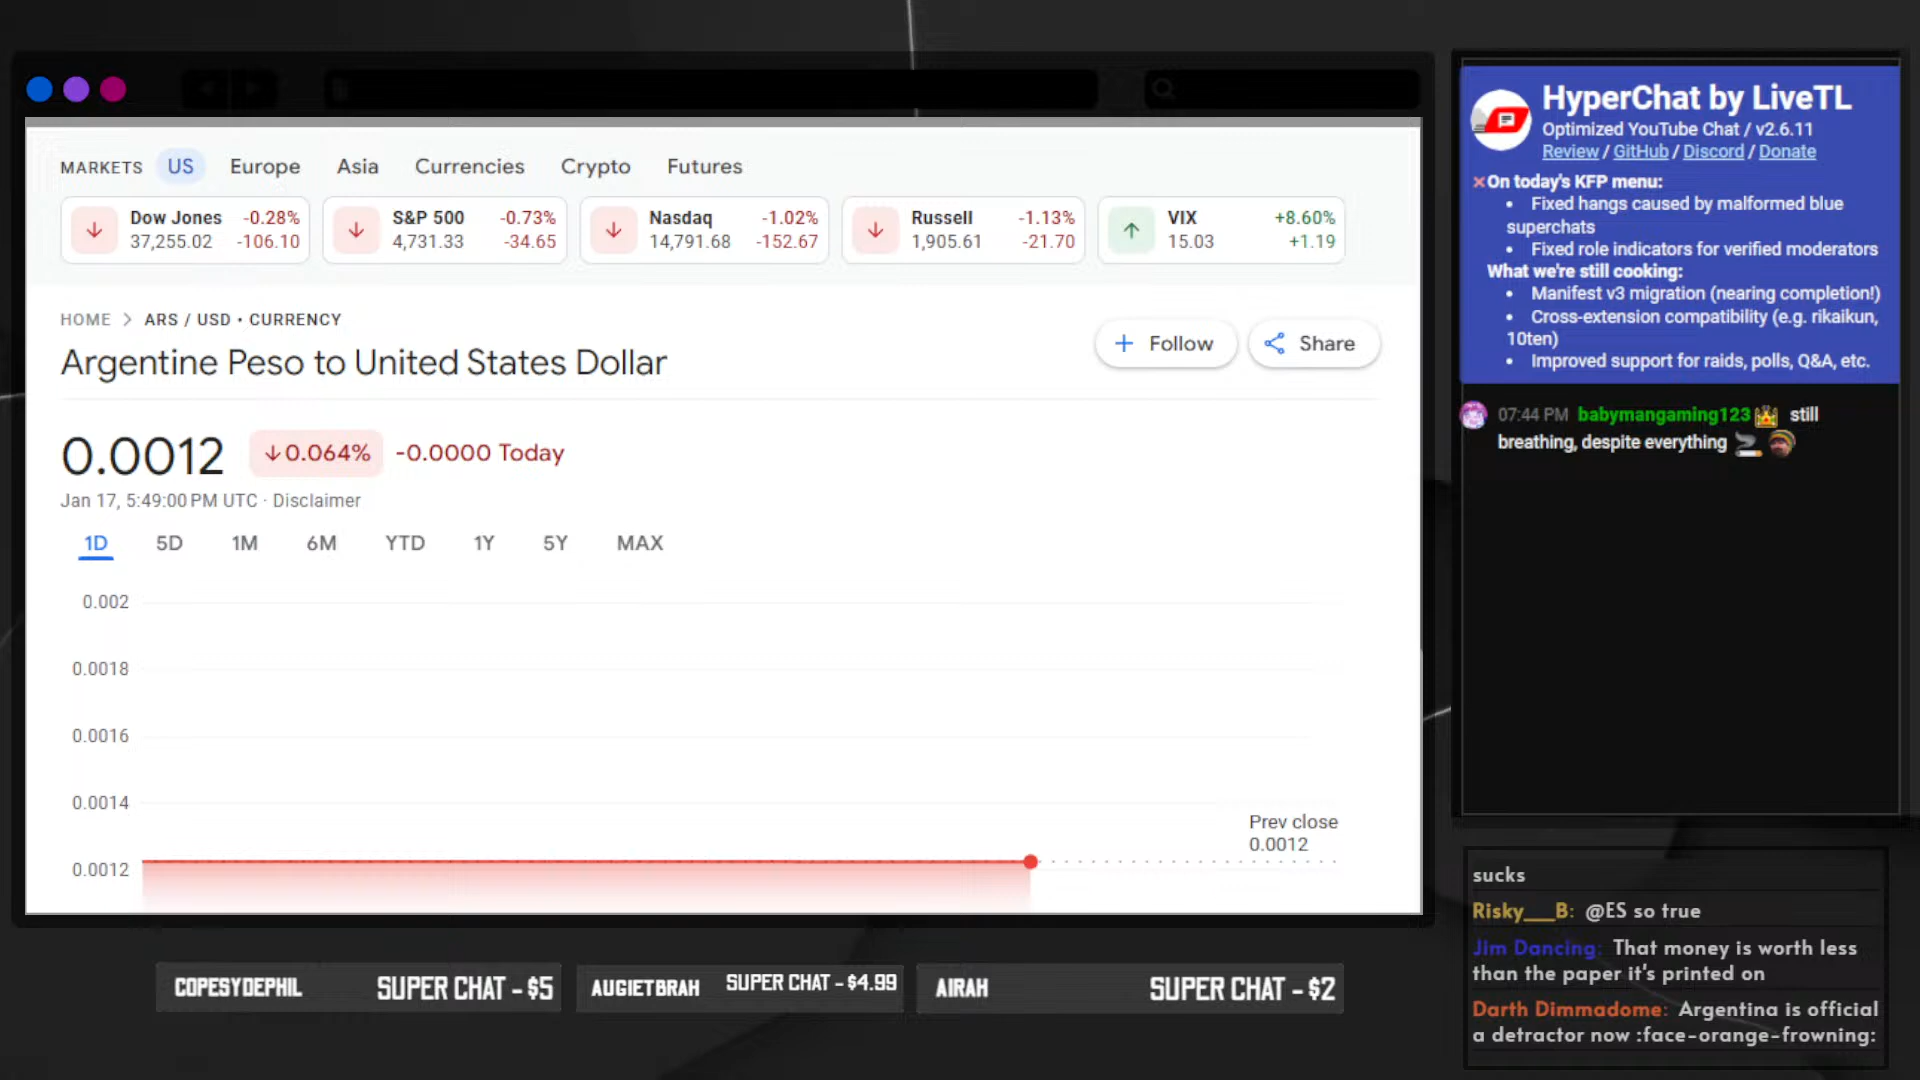 MARKETS US Europe Asia Currencies Crypto Futures
Dow Jones -0.28%
37,255.02 -106.10
S&P 500 -0.73%
4,731.33 -34.65
Nasdaq -1.02%
14,791.68 -152.67
Russell -1.13%
1,905.61 -21.70
VIX +8.60%
15.03 +1.19
HOME > ARS / USD • CURRENCY
Argentine Peso to United States Dollar
+ Follow
Share
0.0012 ↓0.064% -0.0000 Today
Jan 17, 5:49:00 PM UTC · Disclaimer
1D 5D 1M 6M YTD 1Y 5Y MAX
0.002
0.0018
0.0016
0.0014
0.0012
Prev close
0.0012
COPESYDEPHIL SUPER CHAT - $5
AUGIETBRAH SUPER CHAT - $4.99
AIRAH SUPER CHAT - $2
HyperChat by LiveTL
Optimized YouTube Chat / v2.6.11
Review / GitHub / Discord / Donate
×On today's KFP menu:
• Fixed hangs caused by malformed blue
superchats
• Fixed role indicators for verified moderators
What we're still cooking:
• Manifest v3 migration (nearing completion!)
• Cross-extension compatibility (e.g. rikaikun,
10ten)
• Improved support for raids, polls, Q&A, etc.
07:44 PM babymangaming123 still
breathing, despite everything
sucks
Risky___B: @ES so true
Jim Dancing: That money is worth less
than the paper it's printed on
Darth Dimmadome: Argentina is official
a detractor now :face-orange-frowning: